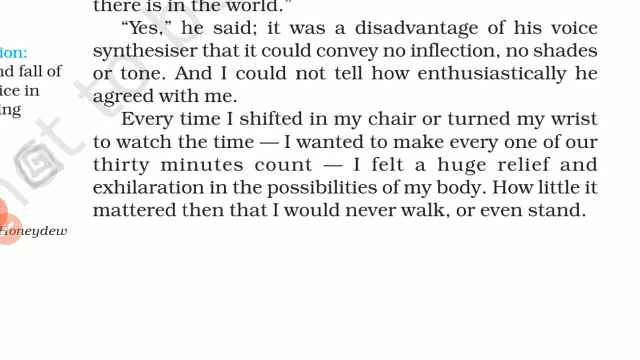 there is in the world."
"Yes," he said; it was a disadvantage of his voice
synthesiser that it could convey no inflection, no shades
or tone. And I could not tell how enthusiastically he
agreed with me.
Every time I shifted in my chair or turned my wrist
to watch the time — I wanted to make every one of our
thirty minutes count — I felt a huge relief and
exhilaration in the possibilities of my body. How little it
mattered then that I would never walk, or even stand.
ion:
nd fall of
ice in
ng
Honeydew
not to b